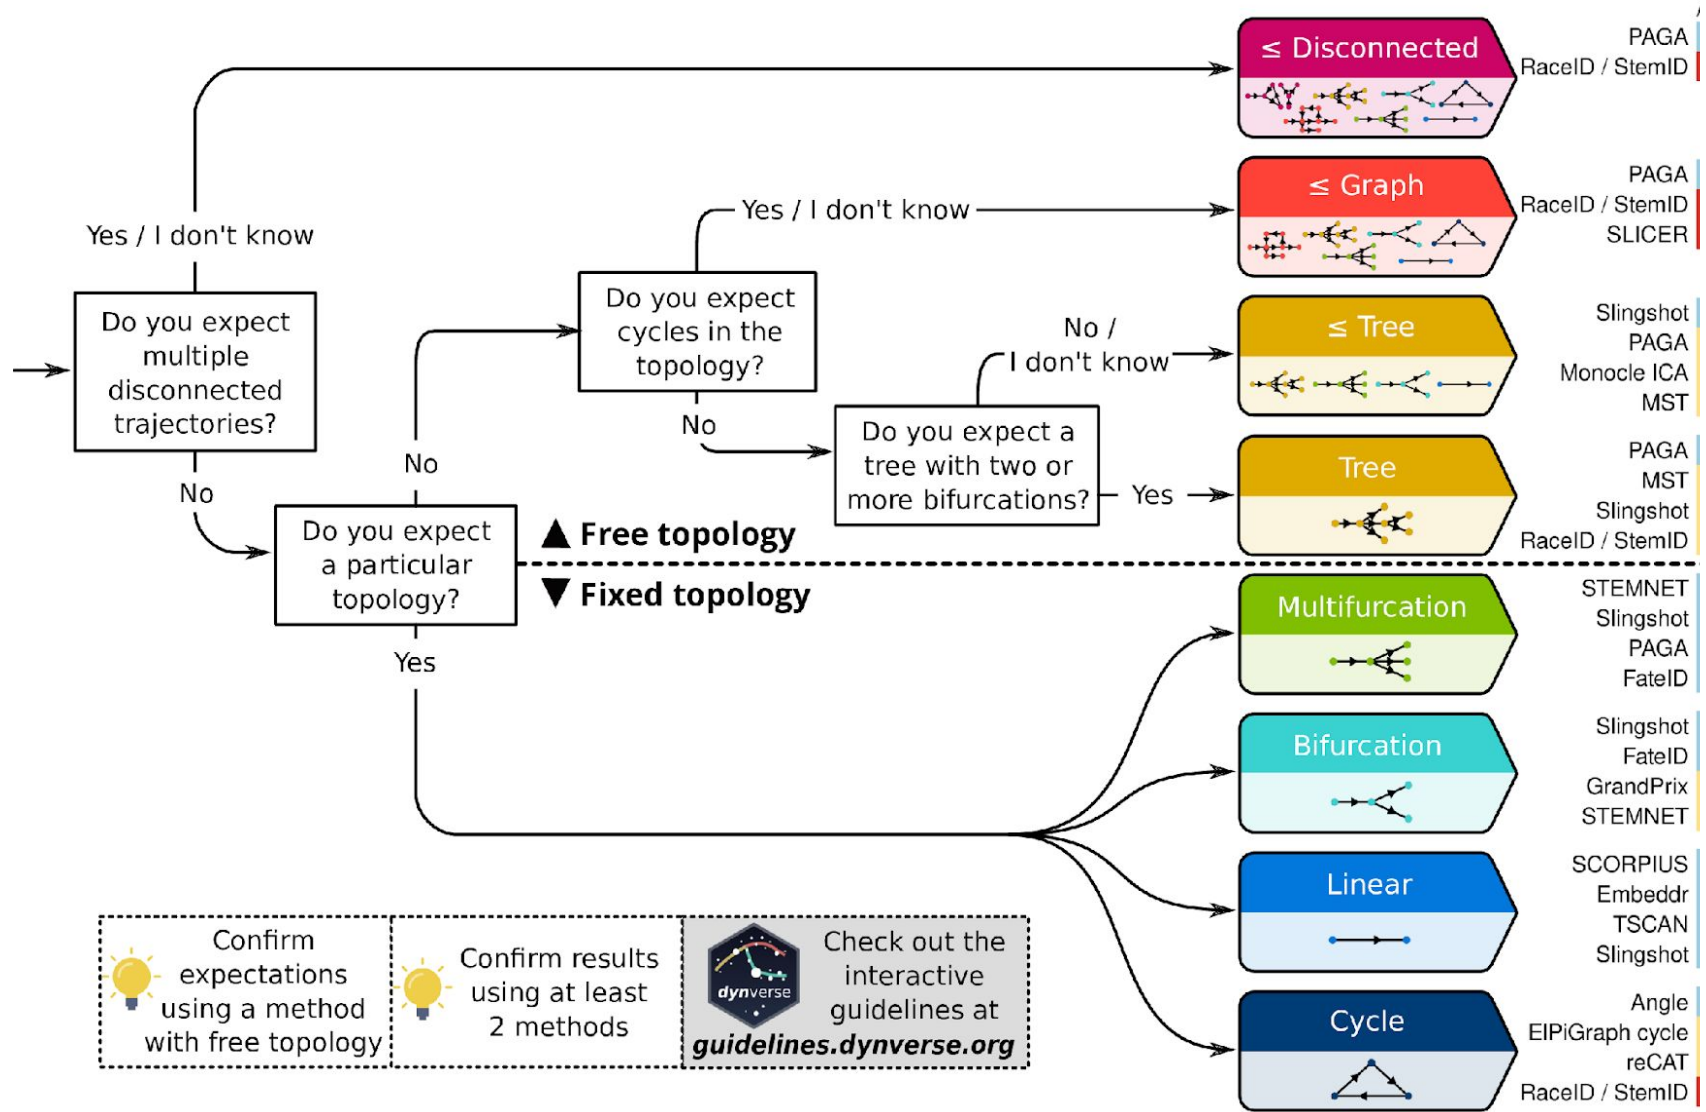 ≤ Disconnected
PAGA
RaceID / StemID
Yes / I don't know
Do you expect
multiple
disconnected
trajectories?
No
Do you expect
a particular
topology?
No
Yes
Do you expect
cycles in the
topology?
Yes / I don't know
No
Do you expect a
tree with two or
more bifurcations?
No /
I don't know
Yes
▲ Free topology
▼ Fixed topology
≤ Graph
PAGA
RaceID / StemID
SLICER
≤ Tree
Slingshot
PAGA
Monocle ICA
MST
Tree
PAGA
MST
Slingshot
RaceID / StemID
Multifurcation
STEMNET
Slingshot
PAGA
FateID
Bifurcation
Slingshot
FateID
GrandPrix
STEMNET
Linear
SCORPIUS
Embeddr
TSCAN
Slingshot
Cycle
Angle
ElPiGraph cycle
reCAT
RaceID / StemID
Confirm
expectations
using a method
with free topology
Confirm results
using at least
2 methods
dynverse
Check out the
interactive
guidelines at
guidelines.dynverse.org